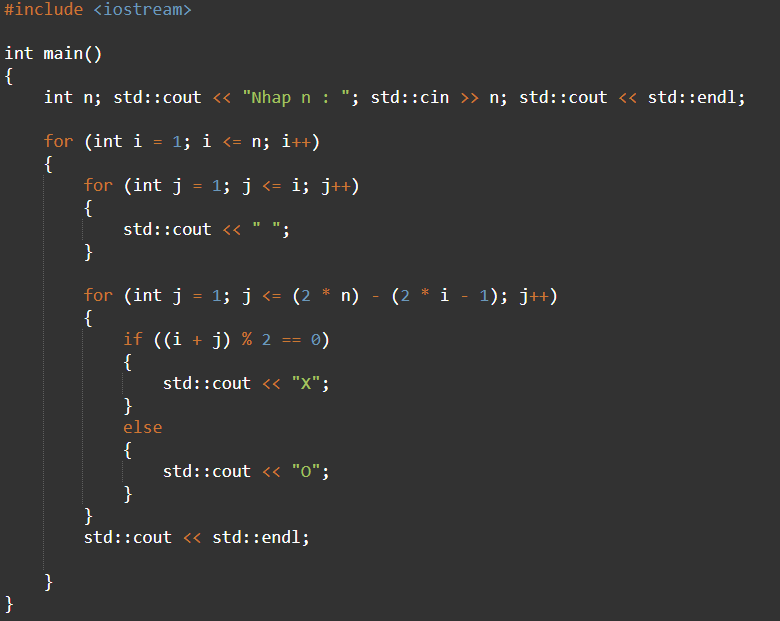 #include <iostream>

int main()
{
    int n; std::cout << "Nhap n : "; std::cin >> n; std::cout << std::endl;

    for (int i = 1; i <= n; i++)
    {
        for (int j = 1; j <= i; j++)
        {
            std::cout << " ";
        }

        for (int j = 1; j <= (2 * n) - (2 * i - 1); j++)
        {
            if ((i + j) % 2 == 0)
            {
                std::cout << "X";
            }
            else
            {
                std::cout << "O";
            }
        }
        std::cout << std::endl;

    }
}